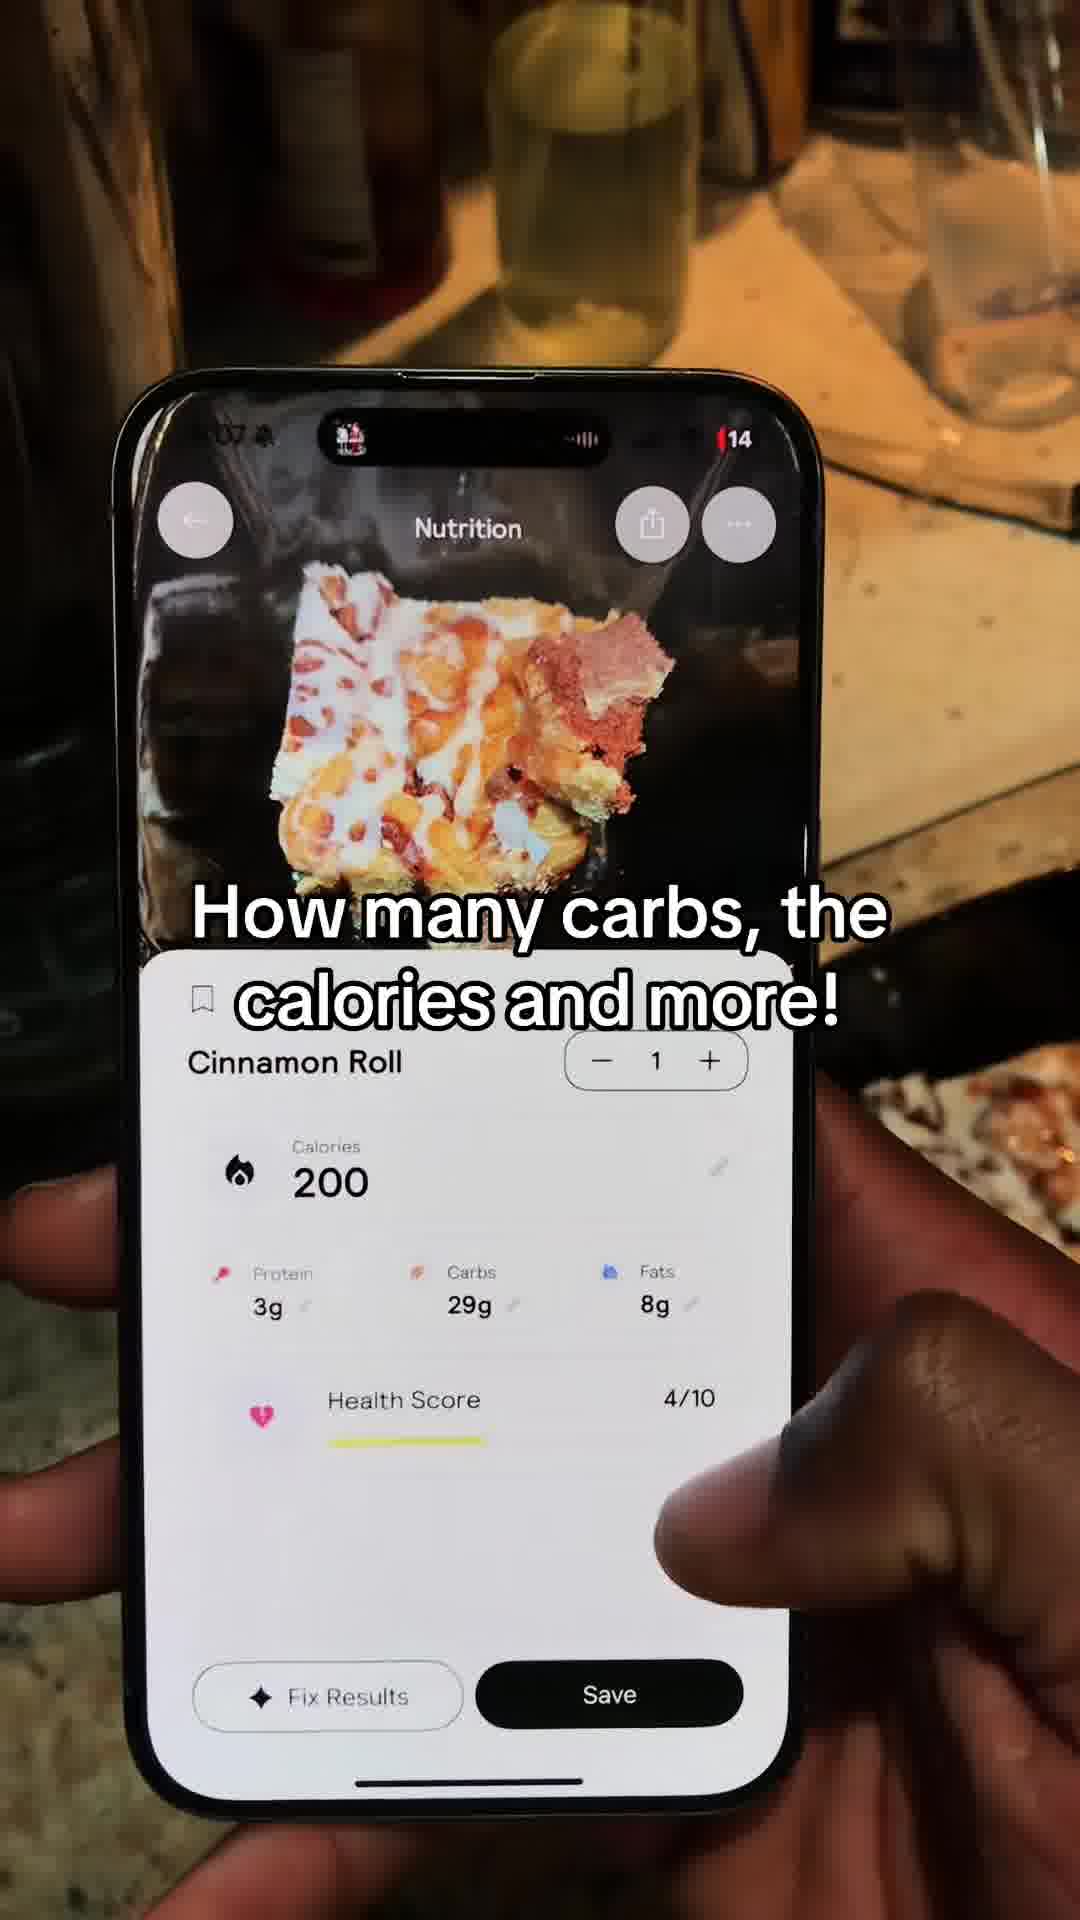 14
Nutrition
How many carbs, the
calories and more!
Cinnamon Roll
1
Calories
200
Protein
Carbs
Fats
3g
29g
8g
Health Score
4/10
Fix Results
Save